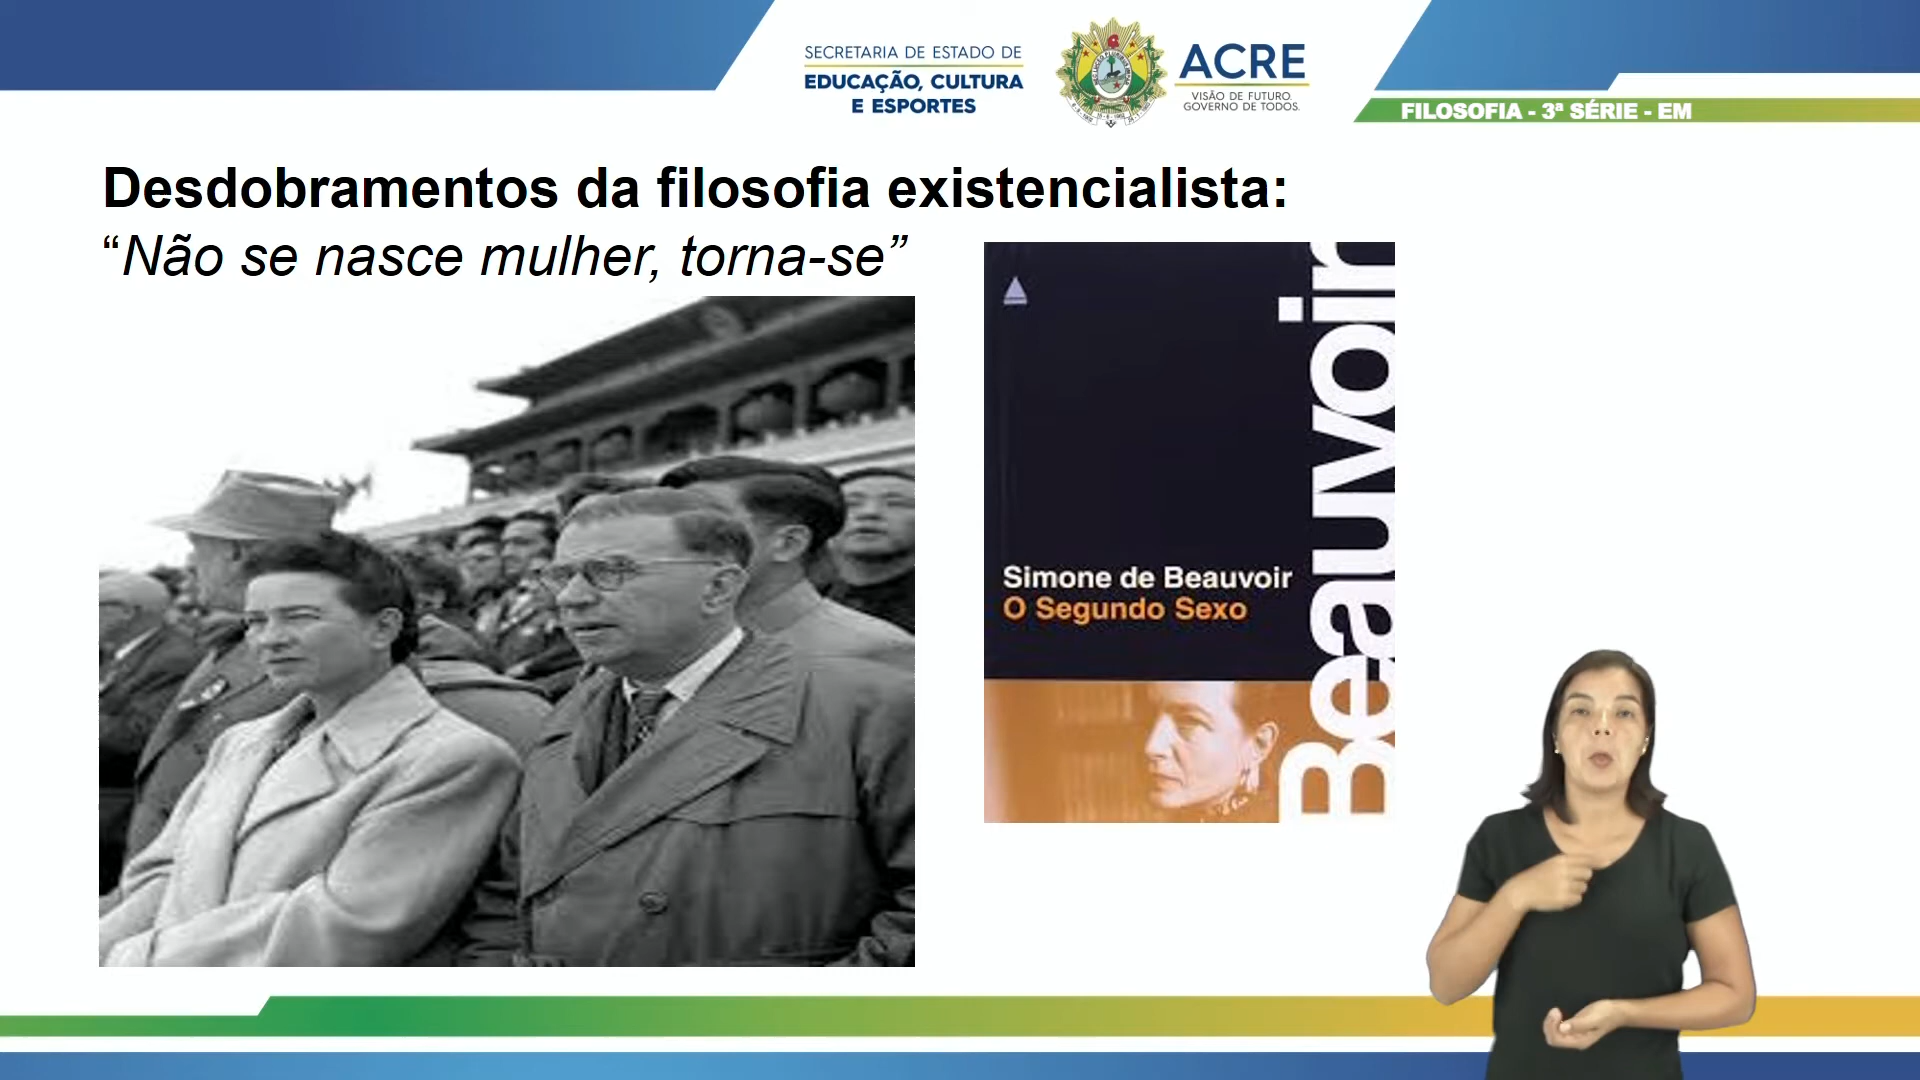 SECRETARIA DE ESTADO DE
EDUCAÇÃO, CULTURA
E ESPORTES
ACRE
VISÃO DE FUTURO.
GOVERNO DE TODOS.
FILOSOFIA - 3ª SÉRIE - EM
Desdobramentos da filosofia existencialista:
“Não se nasce mulher, torna-se”
Simone de Beauvoir
O Segundo Sexo
Beauvoir